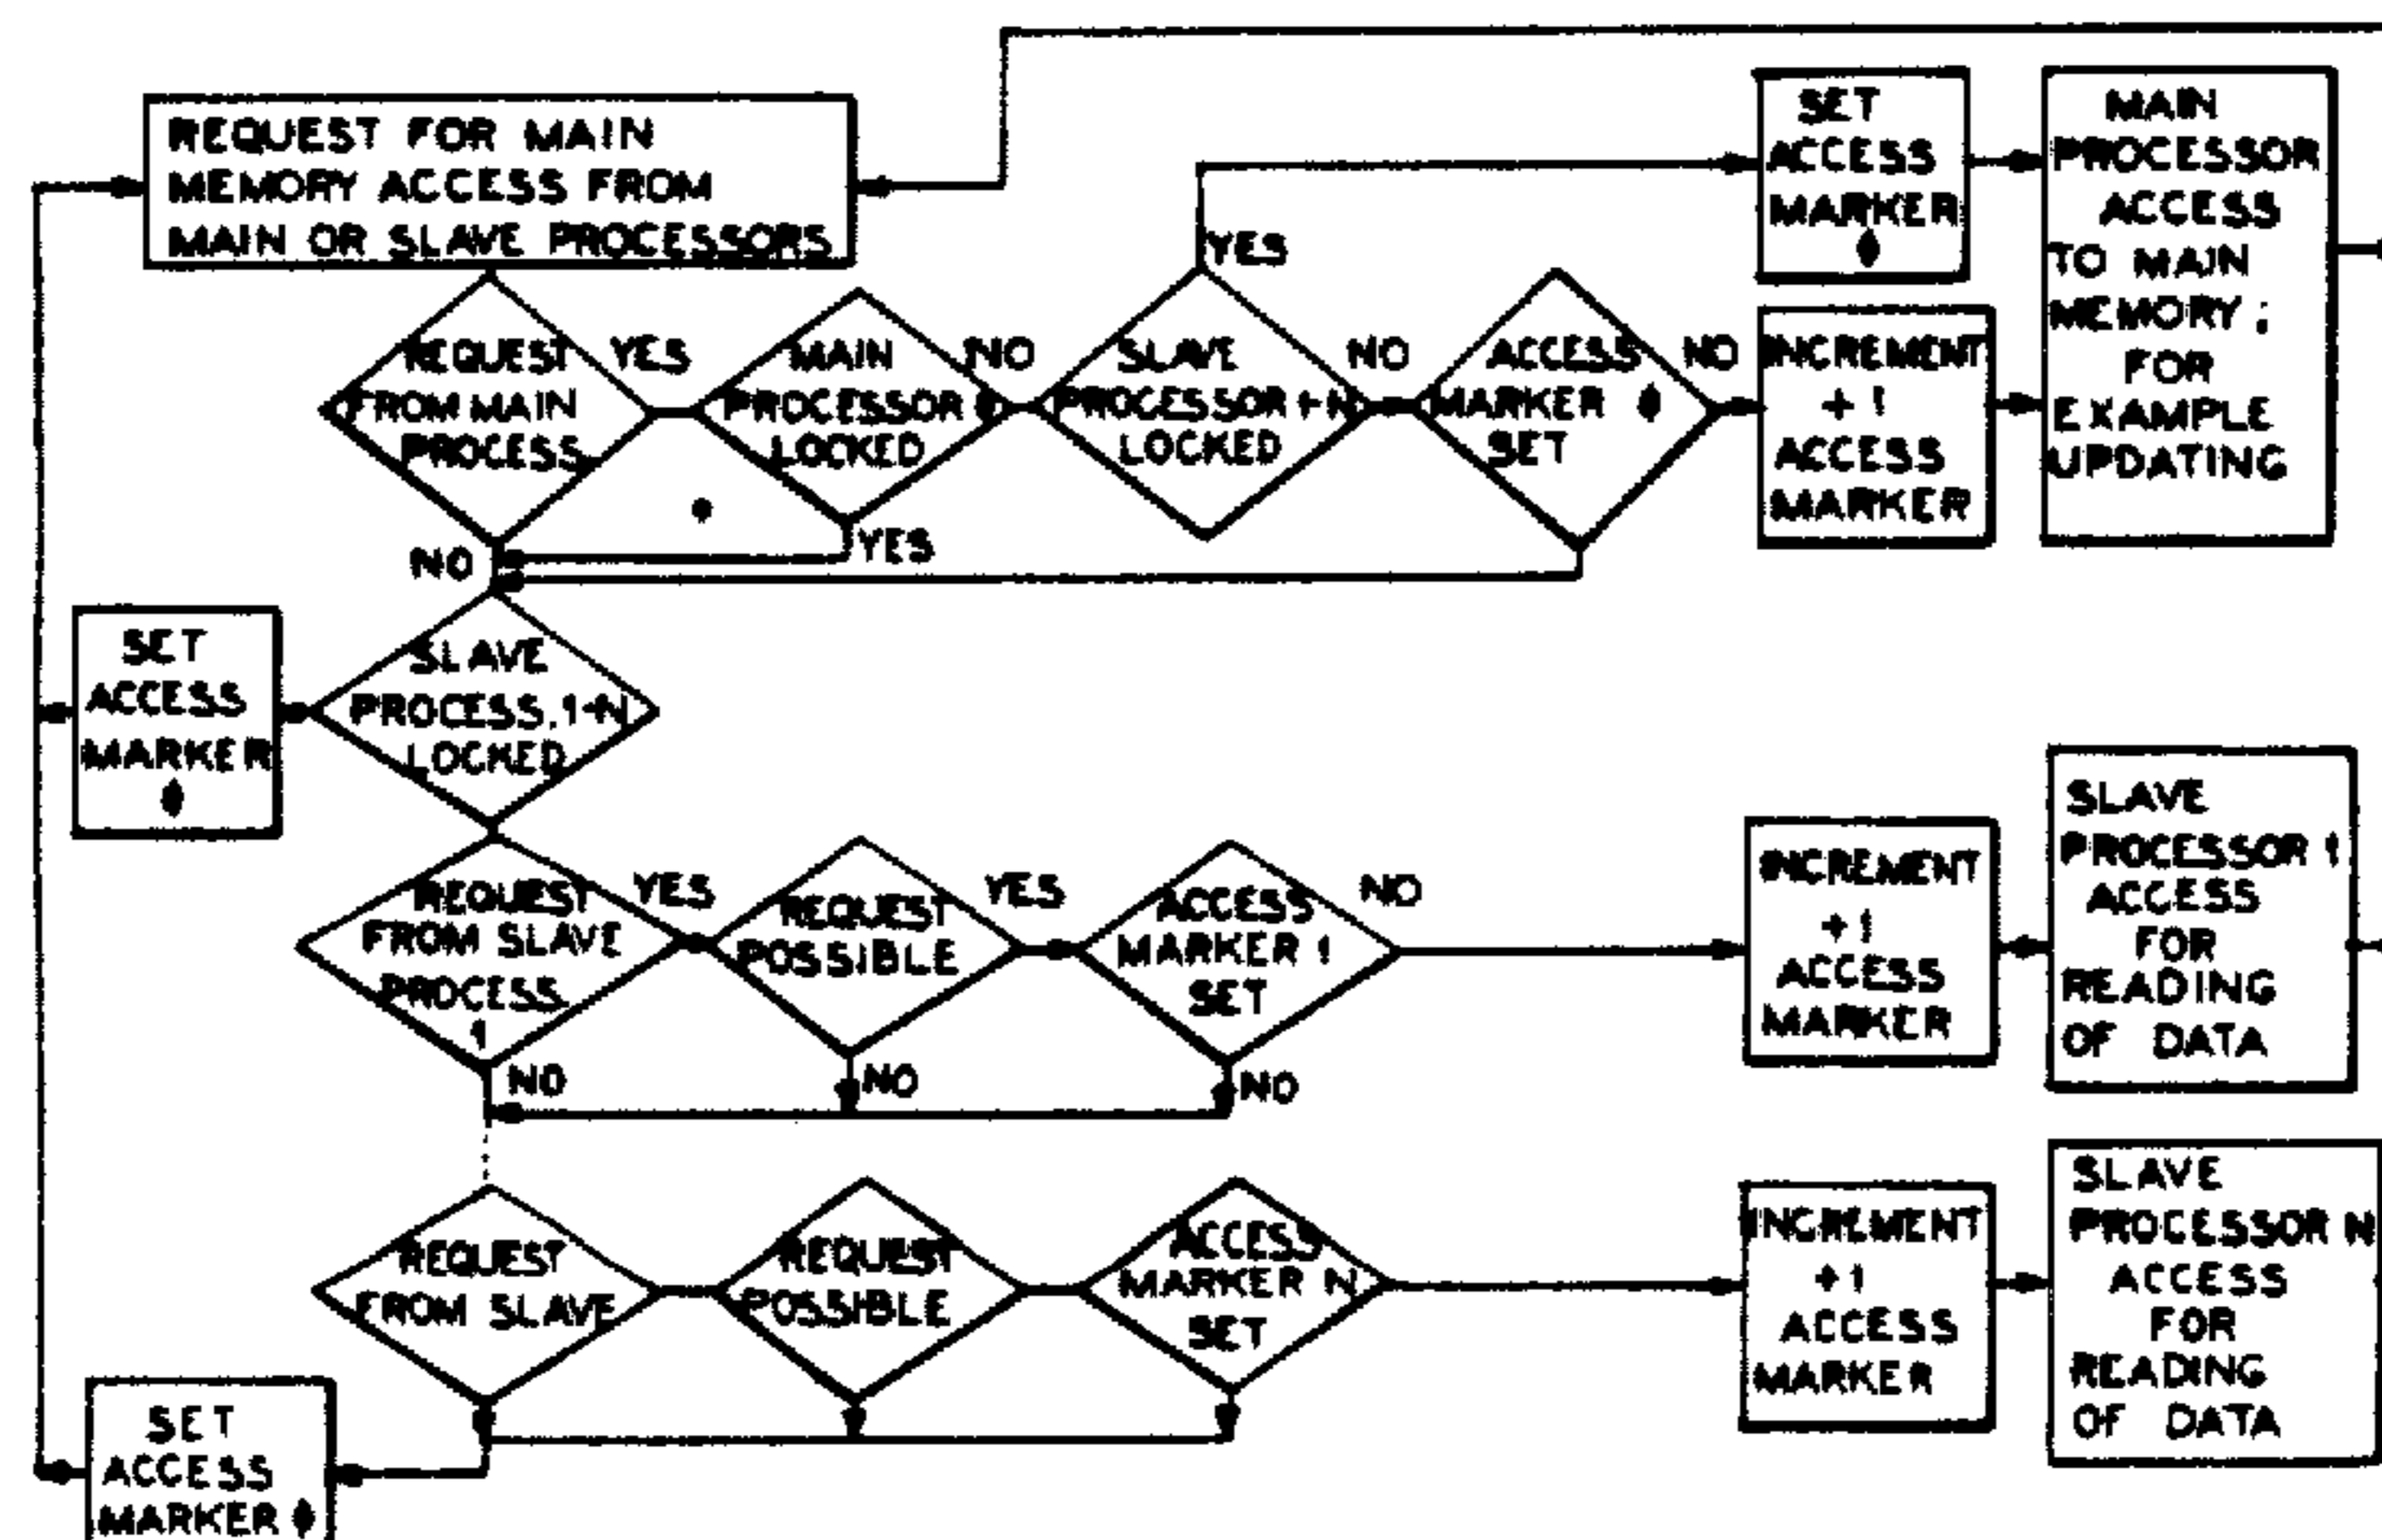 REQUEST FOR MAIN
MEMORY ACCESS FROM
MAIN OR SLAVE PROCESSORS
SET
ACCESS
MARKER
0
MAIN
PROCESSOR
ACCESS
TO MAIN
MEMORY;
FOR
EXAMPLE
UPDATING
REQUEST
FROM MAIN
PROCESS.
YES
MAIN
PROCESSOR 0
LOCKED
NO
YES
SLAVE
PROCESSOR 1÷N
LOCKED
NO
YES
ACCESS
MARKER 0
SET
NO
INCREMENT
+1
ACCESS
MARKER
NO
SET
ACCESS
MARKER
0
SLAVE
PROCESS. 1÷N
LOCKED
REQUEST
FROM SLAVE
PROCESS.
1
YES
NO
REQUEST
POSSIBLE
YES
NO
ACCESS
MARKER 1
SET
NO
NO
INCREMENT
+1
ACCESS
MARKER
SLAVE
PROCESSOR 1
ACCESS
FOR
READING
OF DATA
REQUEST
FROM SLAVE
REQUEST
POSSIBLE
ACCESS
MARKER N
SET
INCREMENT
+1
ACCESS
MARKER
SLAVE
PROCESSOR N
ACCESS
FOR
READING
OF DATA
SET
ACCESS
MARKER 0